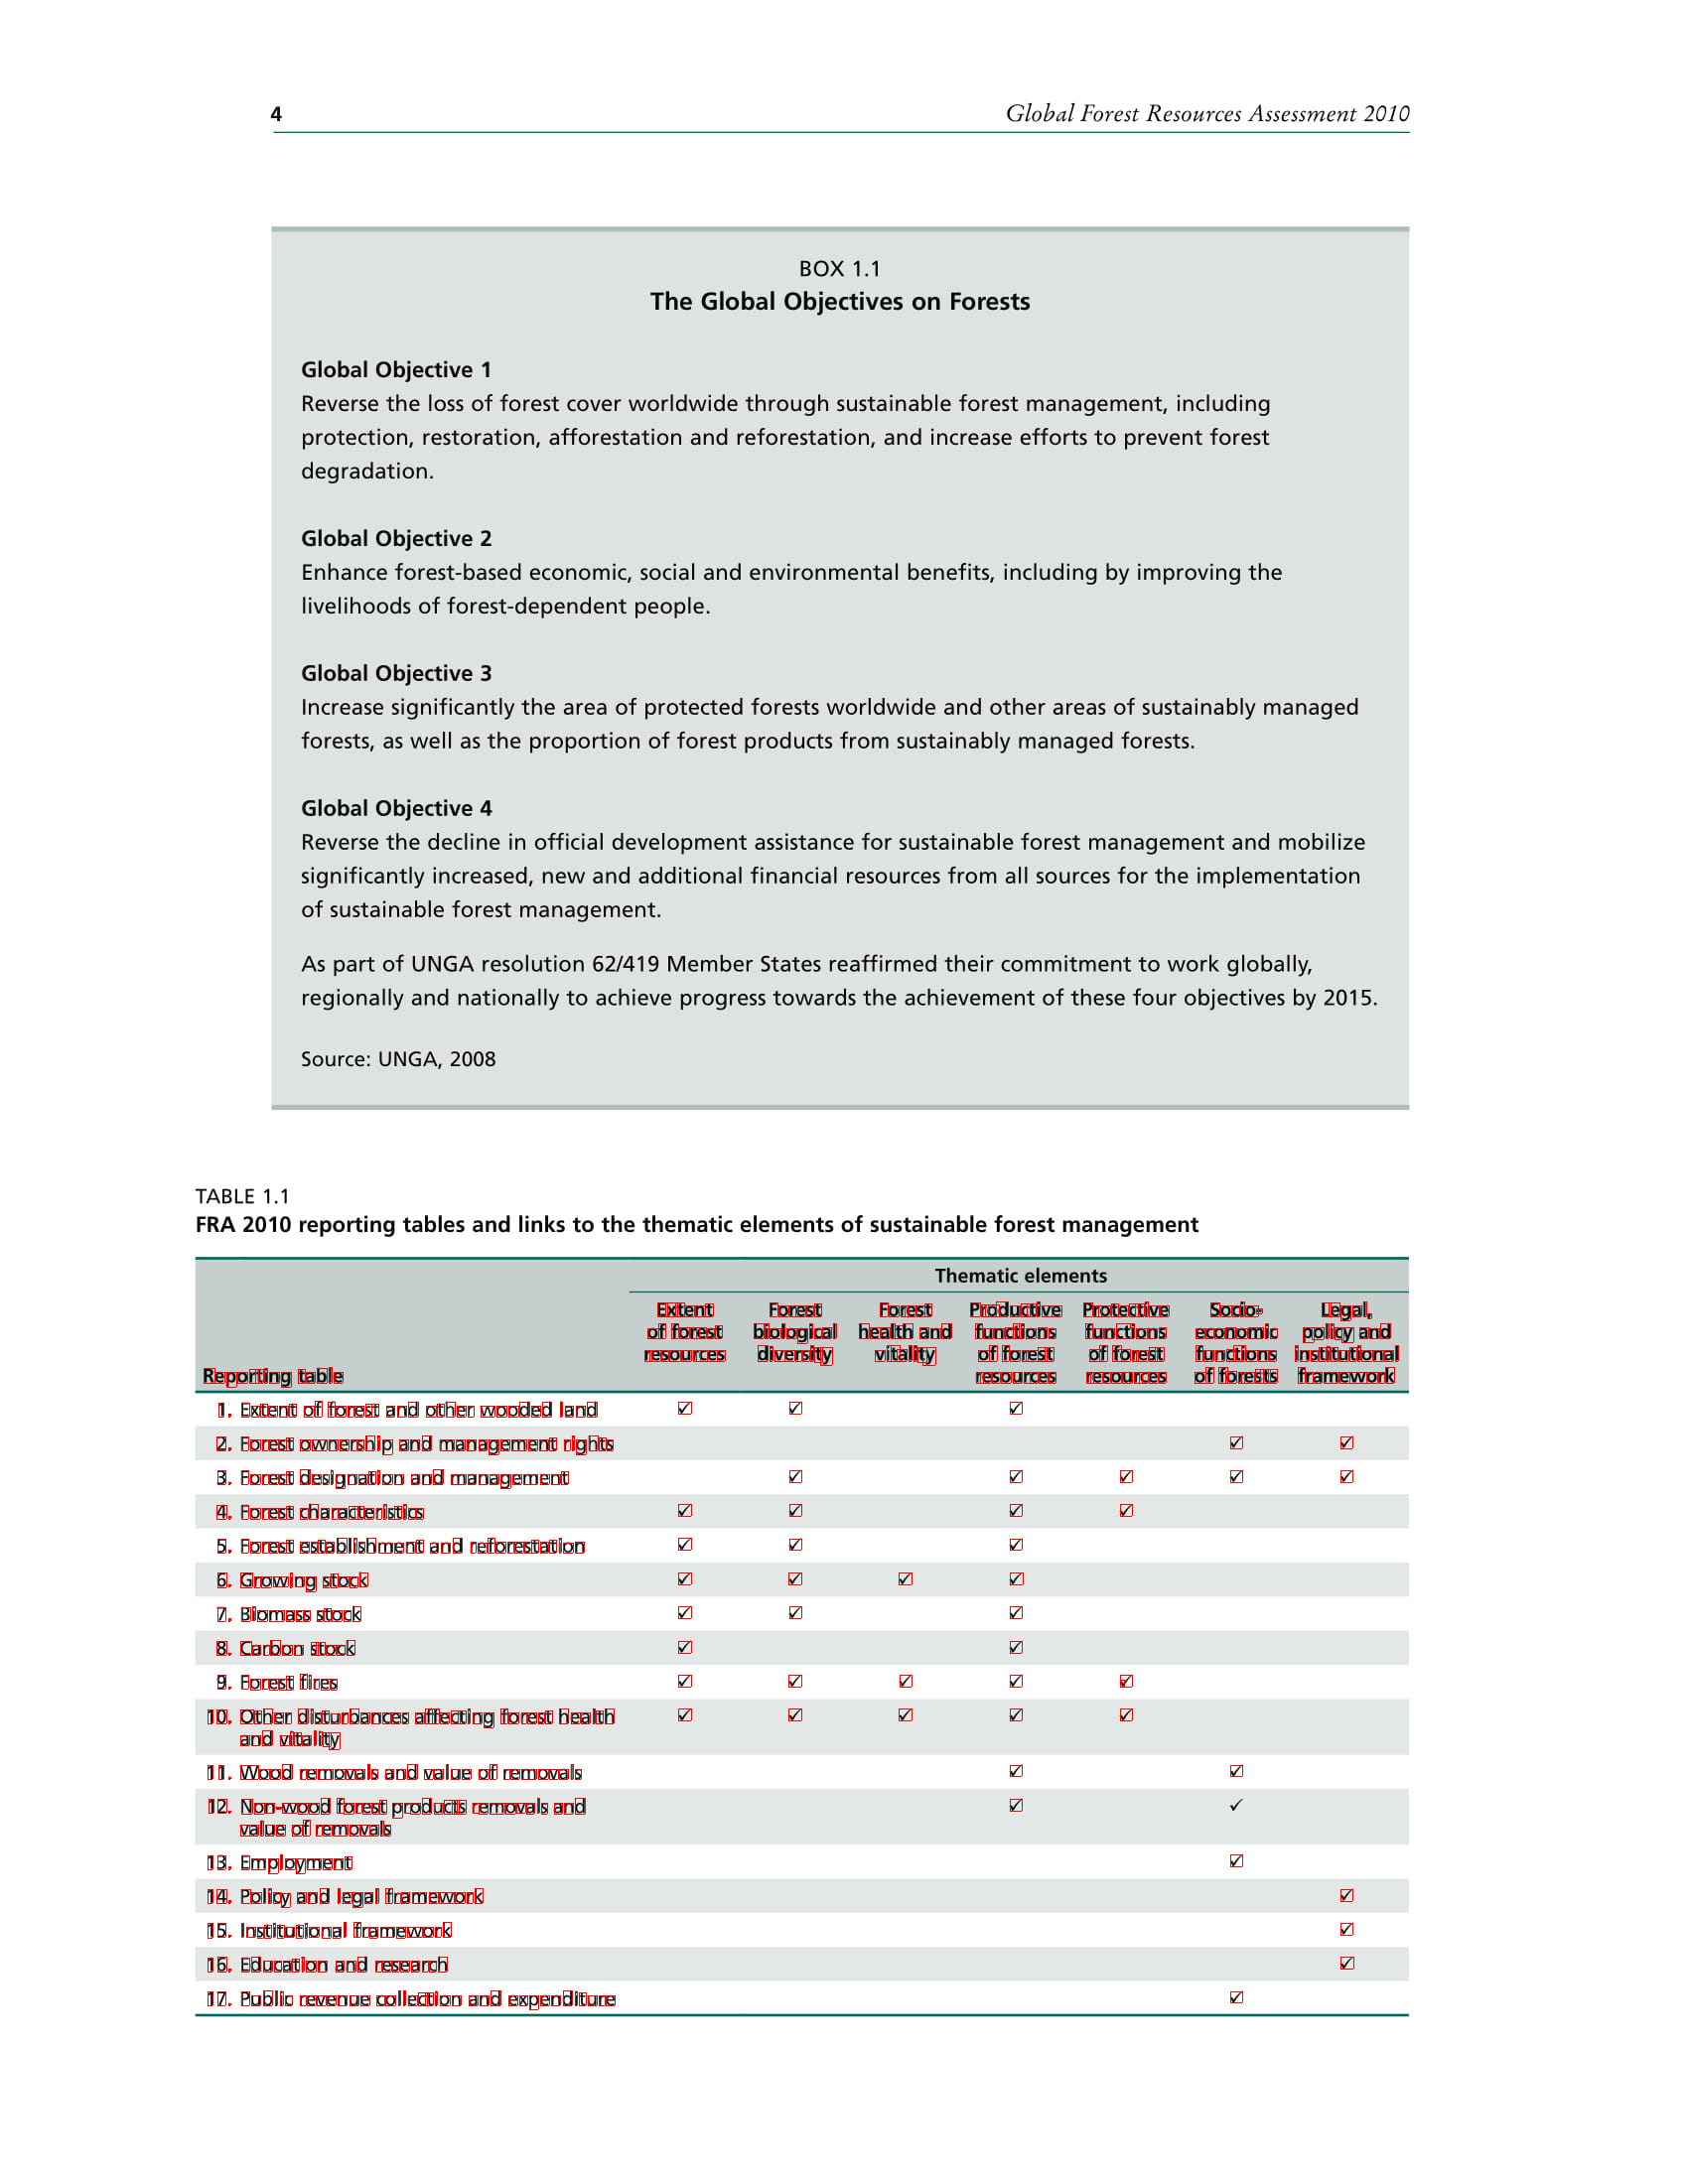 4
Global Forest Resources Assessment 2010
BOX 1.1
The Global Objectives on Forests
Global Objective 1
Reverse the loss of forest cover worldwide through sustainable forest management, including
protection, restoration, afforestation and reforestation, and increase efforts to prevent forest
degradation.
Global Objective 2
Enhance forest-based economic, social and environmental benefits, including by improving the
livelihoods of forest-dependent people.
Global Objective 3
Increase significantly the area of protected forests worldwide and other areas of sustainably managed
forests, as well as the proportion of forest products from sustainably managed forests.
Global Objective 4
Reverse the decline in official development assistance for sustainable forest management and mobilize
significantly increased, new and additional financial resources from all sources for the implementation
of sustainable forest management.
As part of UNGA resolution 62/419 Member States reaffirmed their commitment to work globally,
regionally and nationally to achieve progress towards the achievement of these four objectives by 2015.
Source: UNGA, 2008
TABLE 1.1
FRA 2010 reporting tables and links to the thematic elements of sustainable forest management
Thematic elements
Reporting table
Extent
of forest
resources
Forest
biological
diversity
Forest
health and
vitality
Productive
functions
of forest
resources
Protective
functions
of forest
resources
Socio-
economic
functions
of forests
Legal,
policy and
institutional
framework
1. Extent of forest and other wooded land ✓ ✓ ✓
2. Forest ownership and management rights ✓ ✓
3. Forest designation and management ✓ ✓ ✓ ✓ ✓
4. Forest characteristics ✓ ✓ ✓ ✓
5. Forest establishment and reforestation ✓ ✓ ✓
6. Growing stock ✓ ✓ ✓ ✓
7. Biomass stock ✓ ✓ ✓
8. Carbon stock ✓ ✓
9. Forest fires ✓ ✓ ✓ ✓ ✓
10. Other disturbances affecting forest health ✓ ✓ ✓ ✓ ✓
and vitality
11. Wood removals and value of removals ✓ ✓
12. Non-wood forest products removals and ✓ ✓
value of removals
13. Employment ✓
14. Policy and legal framework ✓
15. Institutional framework ✓
16. Education and research ✓
17. Public revenue collection and expenditure ✓